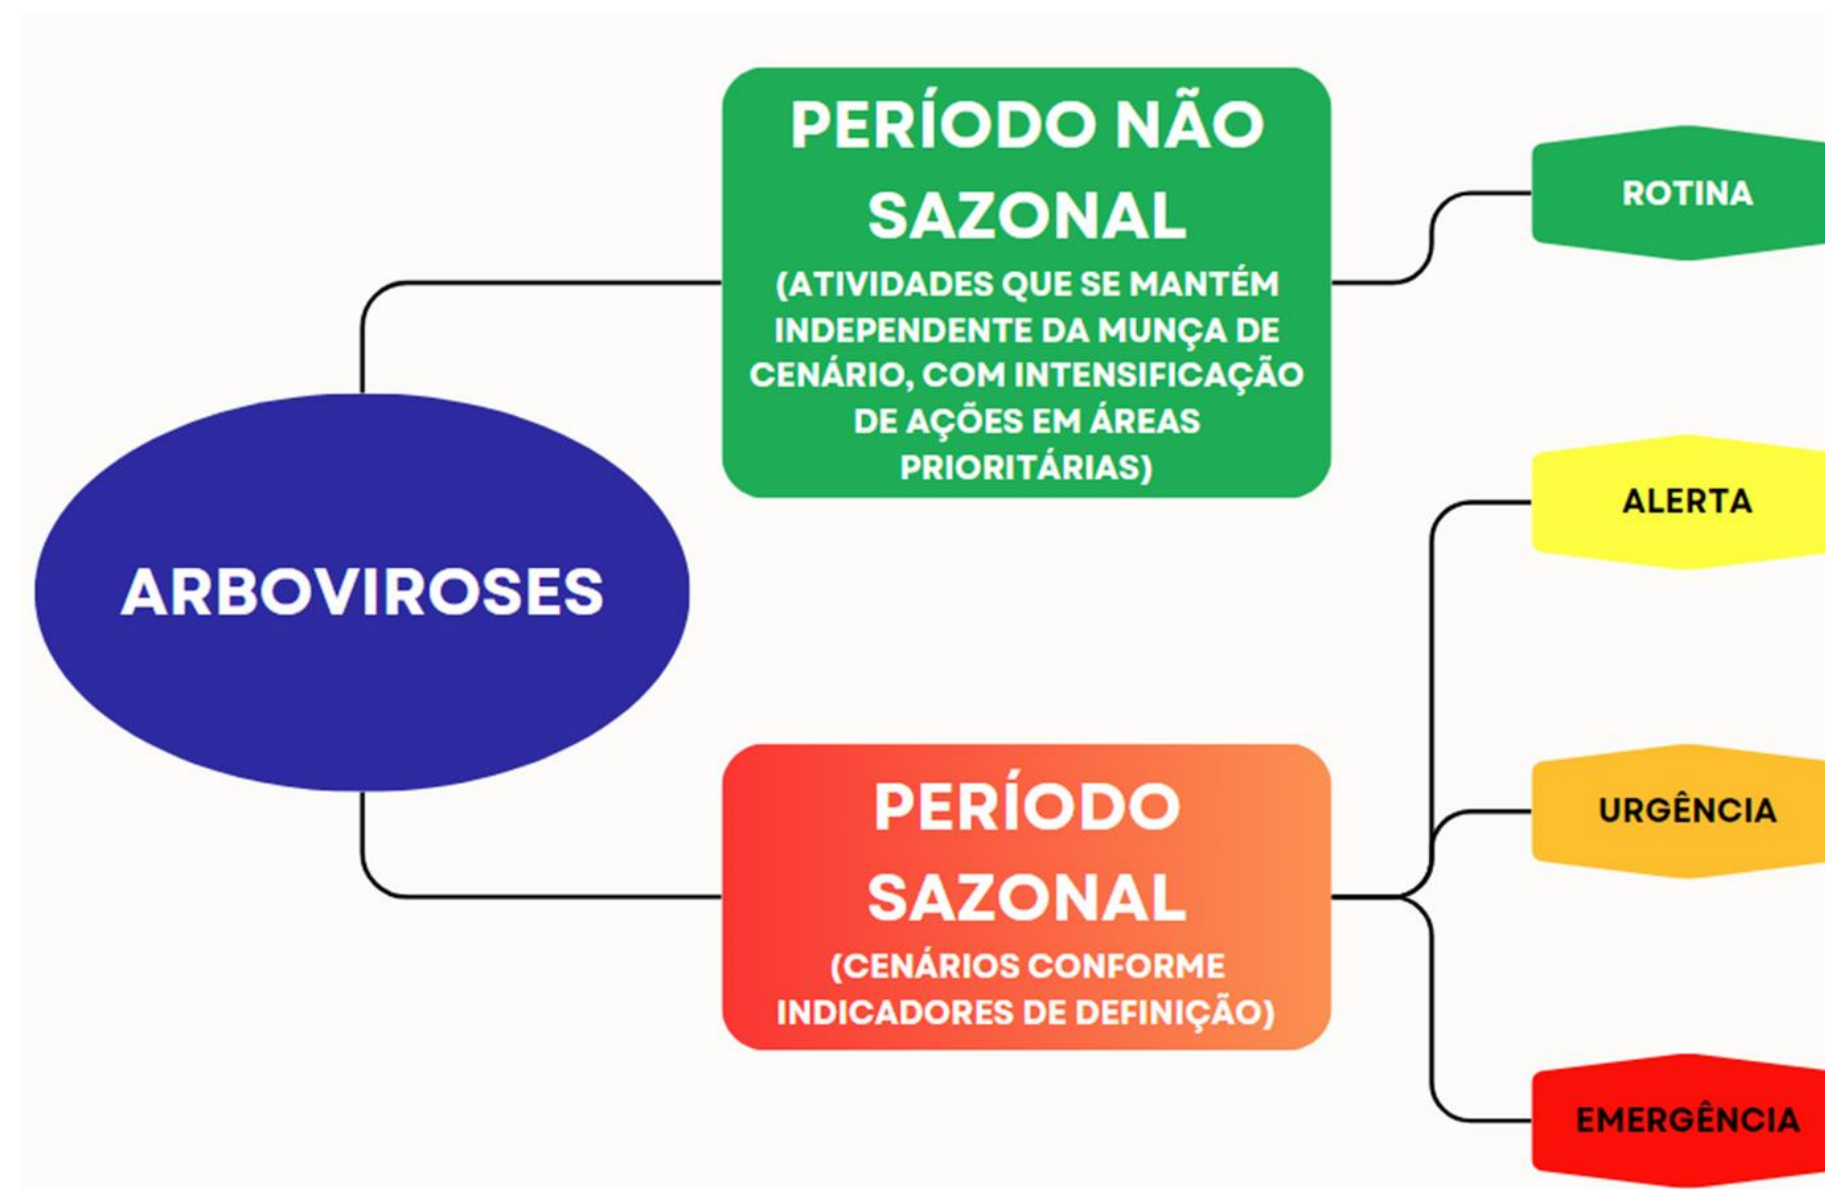 ARBOVIROSES
PERÍODO NÃO
SAZONAL
(ATIVIDADES QUE SE MANTÉM
INDEPENDENTE DA MUNÇA DE
CENÁRIO, COM INTENSIFICAÇÃO
DE AÇÕES EM ÁREAS
PRIORITÁRIAS)
ROTINA
PERÍODO
SAZONAL
(CENÁRIOS CONFORME
INDICADORES DE DEFINIÇÃO)
ALERTA
URGÊNCIA
EMERGÊNCIA